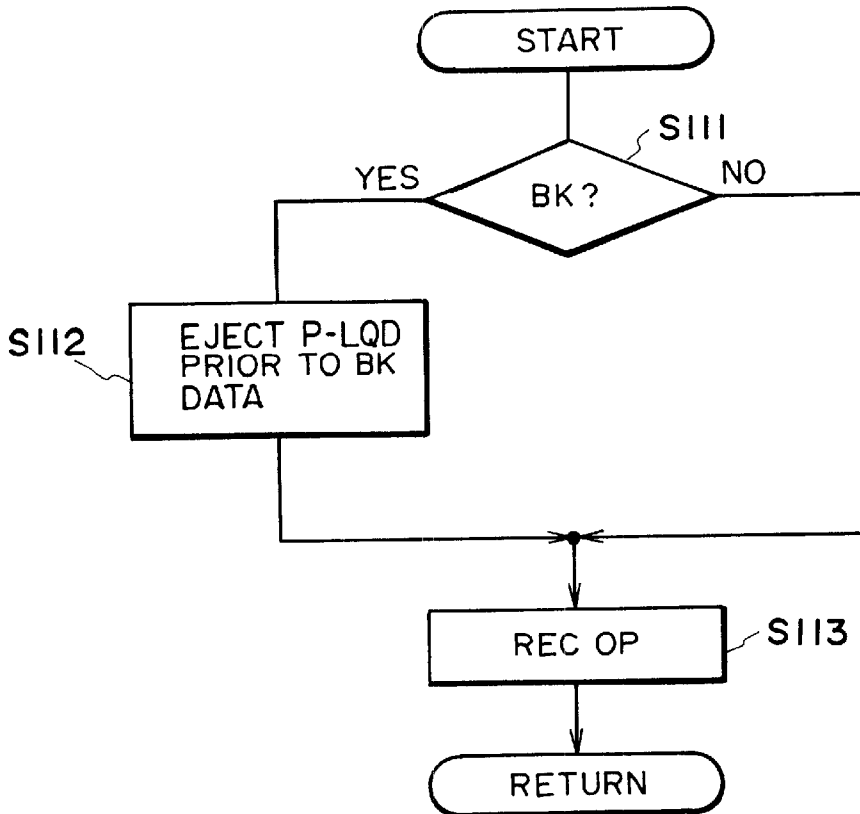 START
S111
YES
BK?
NO
S112
EJECT P-LQD
PRIOR TO BK
DATA
REC OP
S113
RETURN